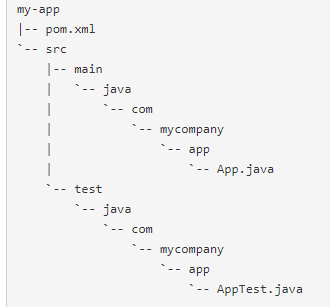 my-app
|-- pom.xml
`-- src
    |-- main
    |   `-- java
    |       `-- com
    |           `-- mycompany
    |               `-- app
    |                   `-- App.java
    `-- test
        `-- java
            `-- com
                `-- mycompany
                    `-- app
                        `-- AppTest.java